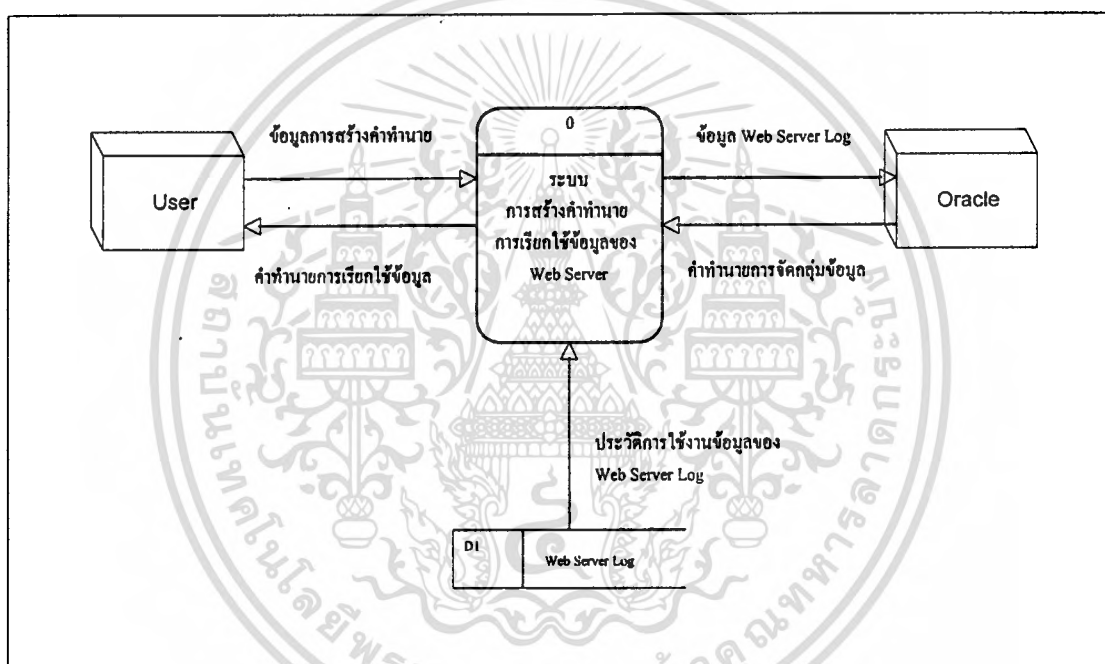 0
ข้อมูลการสร้างคำทำนาย
ข้อมูล Web Server Log
User
ระบบ
การสร้างคำทำนาย
การเรียกใช้ข้อมูลของ
Web Server
Oracle
คำทำนายการเรียกใช้ข้อมูล
คำทำนายการจัดกลุ่มข้อมูล
ประวัติการใช้งานข้อมูลของ
Web Server Log
D1
Web Server Log